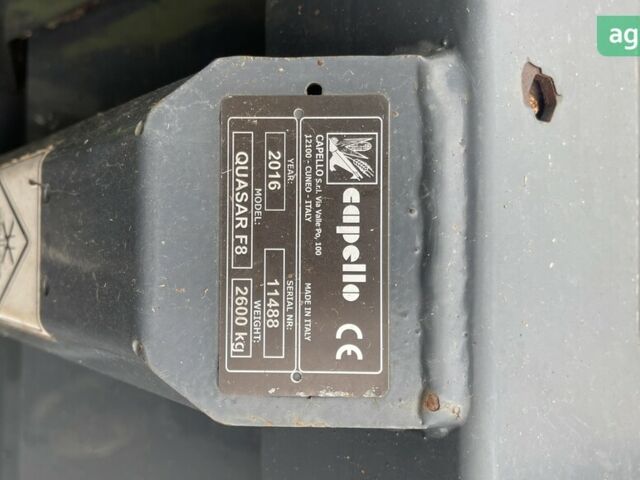 capello CE
CAPELLO S.r.l. Via Valle Po, 100
12100 - CUNEO - ITALY
MADE IN ITALY
YEAR: SERIAL NR:
2016 11488
MODEL: WEIGHT:
QUASAR F8 2600 kg
ag